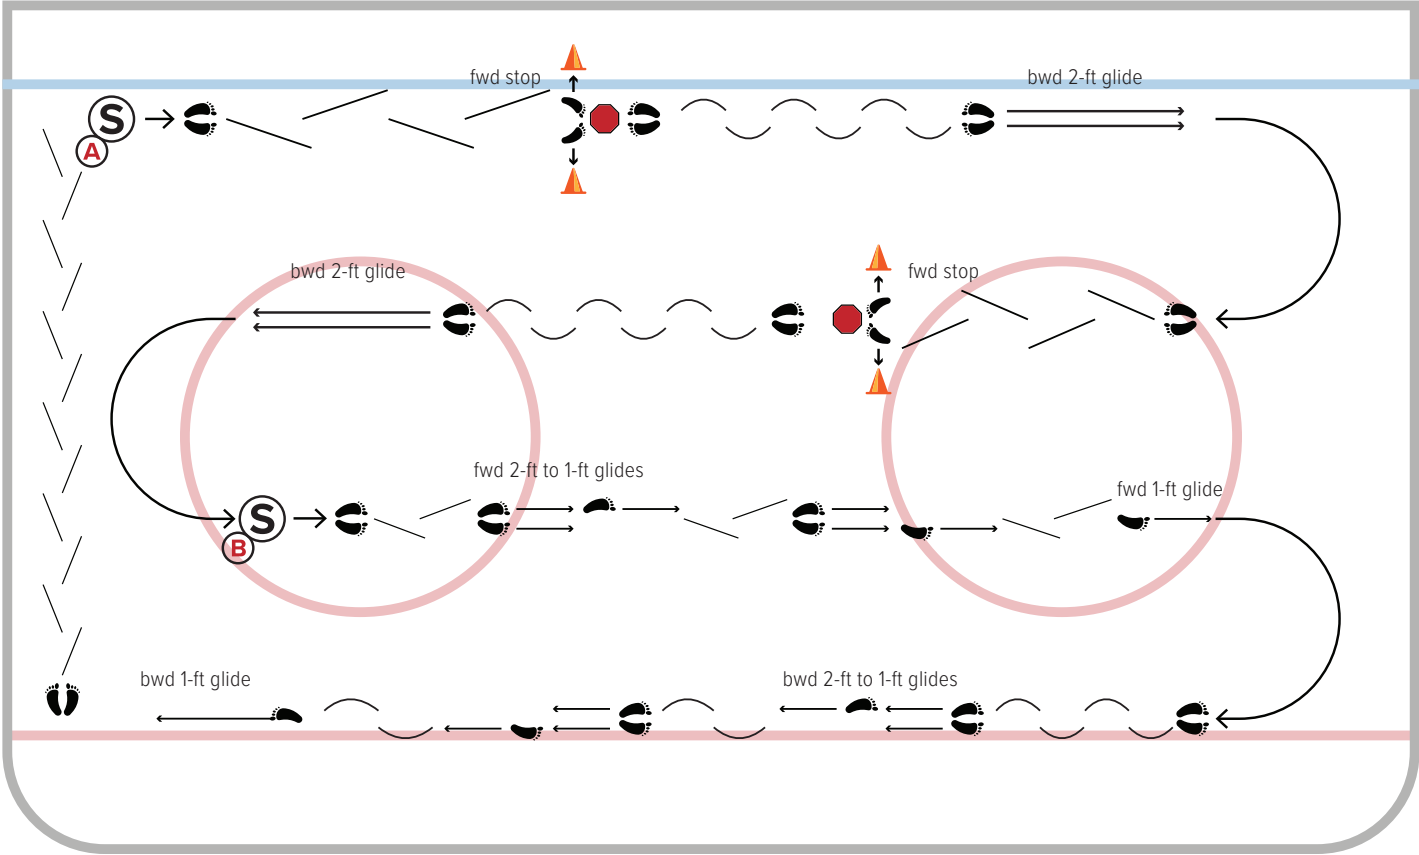 fwd stop
bwd 2-ft glide
S
A
bwd 2-ft glide
fwd stop
fwd 2-ft to 1-ft glides
fwd 1-ft glide
S
B
bwd 1-ft glide
bwd 2-ft to 1-ft glides